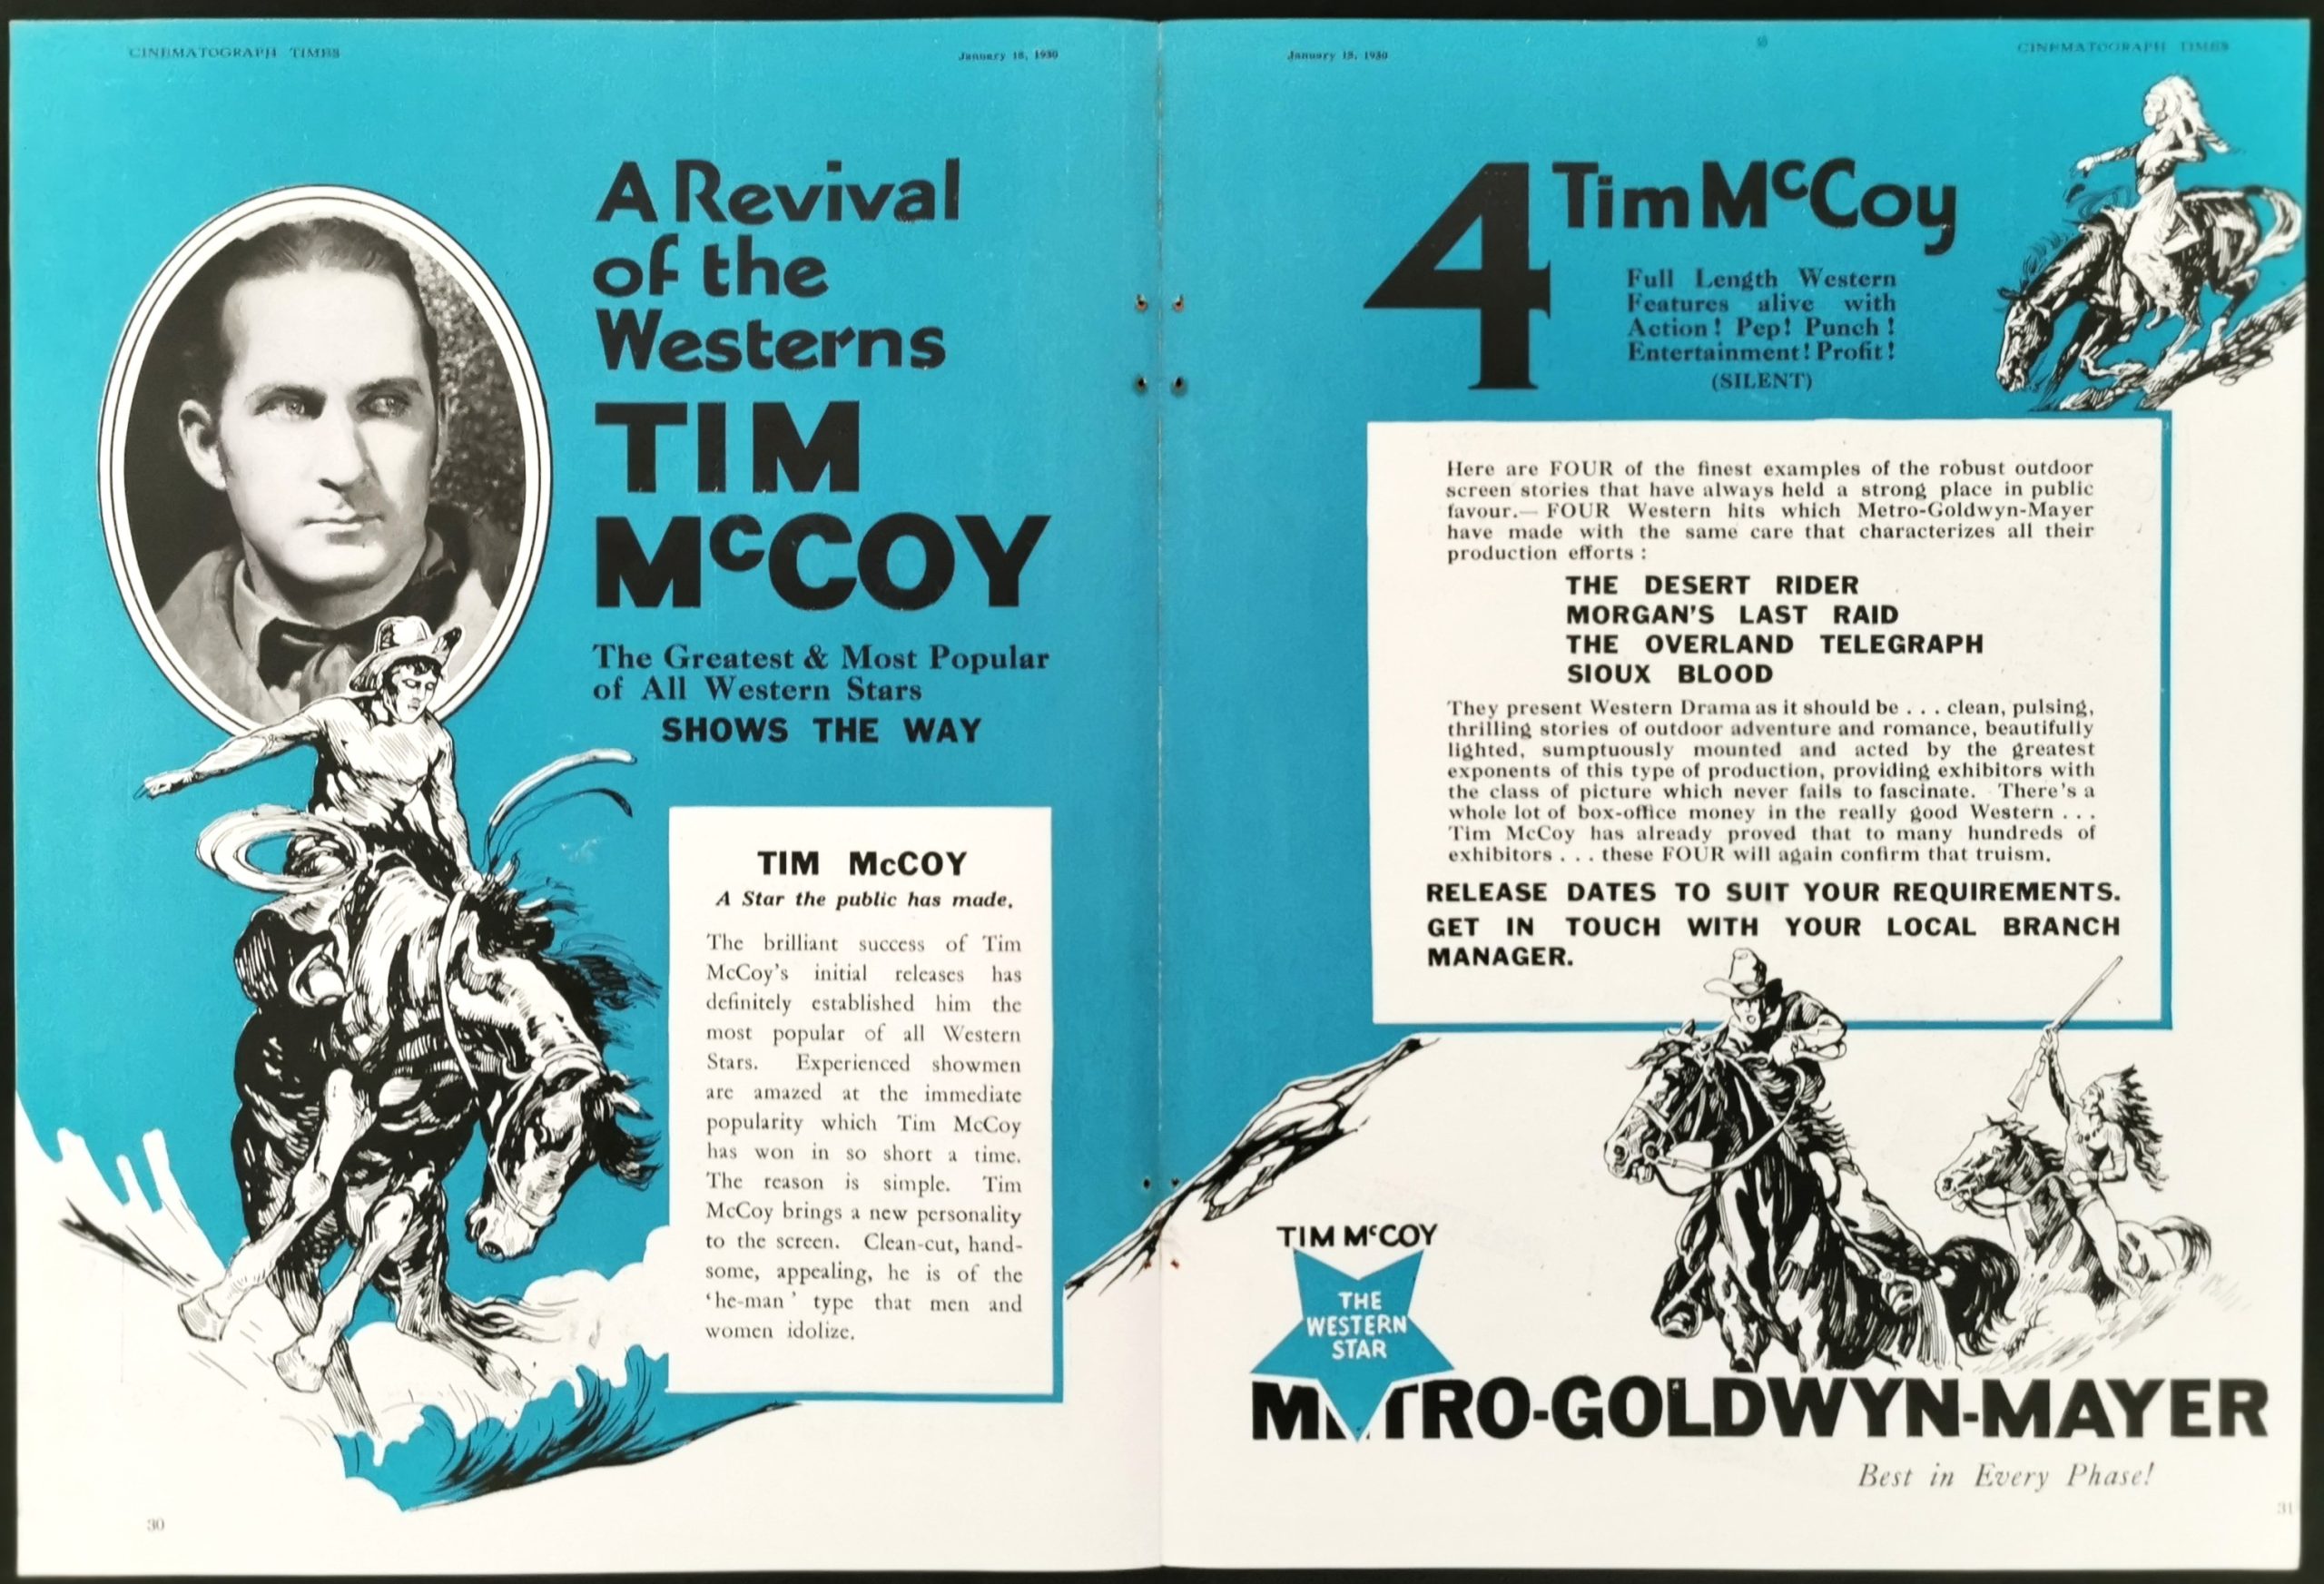 CINEMATOGRAPH TIMES
January 18, 1930
A Revival
of the
Westerns
TIM
McCOY
The Greatest & Most Popular
of All Western Stars
SHOWS THE WAY
TIM McCOY
A Star the public has made.
The brilliant success of Tim
McCoy's initial releases has
definitely established him the
most popular of all Western
Stars. Experienced showmen
are amazed at the immediate
popularity which Tim McCoy
has won in so short a time.
The reason is simple. Tim
McCoy brings a new personality
to the screen. Clean-cut, hand-
some, appealing, he is of the
'he-man' type that men and
women idolize.
30
January 18, 1930
CINEMATOGRAPH TIMES
4 Tim McCoy
Full Length Western
Features alive with
Action! Pep! Punch!
Entertainment! Profit!
(SILENT)
Here are FOUR of the finest examples of the robust outdoor
screen stories that have always held a strong place in public
favour.— FOUR Western hits which Metro-Goldwyn-Mayer
have made with the same care that characterizes all their
production efforts :
THE DESERT RIDER
MORGAN'S LAST RAID
THE OVERLAND TELEGRAPH
SIOUX BLOOD
They present Western Drama as it should be . . . clean, pulsing,
thrilling stories of outdoor adventure and romance, beautifully
lighted, sumptuously mounted and acted by the greatest
exponents of this type of production, providing exhibitors with
the class of picture which never fails to fascinate. There's a
whole lot of box-office money in the really good Western . . .
Tim McCoy has already proved that to many hundreds of
exhibitors . . . these FOUR will again confirm that truism.
RELEASE DATES TO SUIT YOUR REQUIREMENTS.
GET IN TOUCH WITH YOUR LOCAL BRANCH
MANAGER.
TIM McCOY
THE
WESTERN
STAR
METRO-GOLDWYN-MAYER
Best in Every Phase!
31